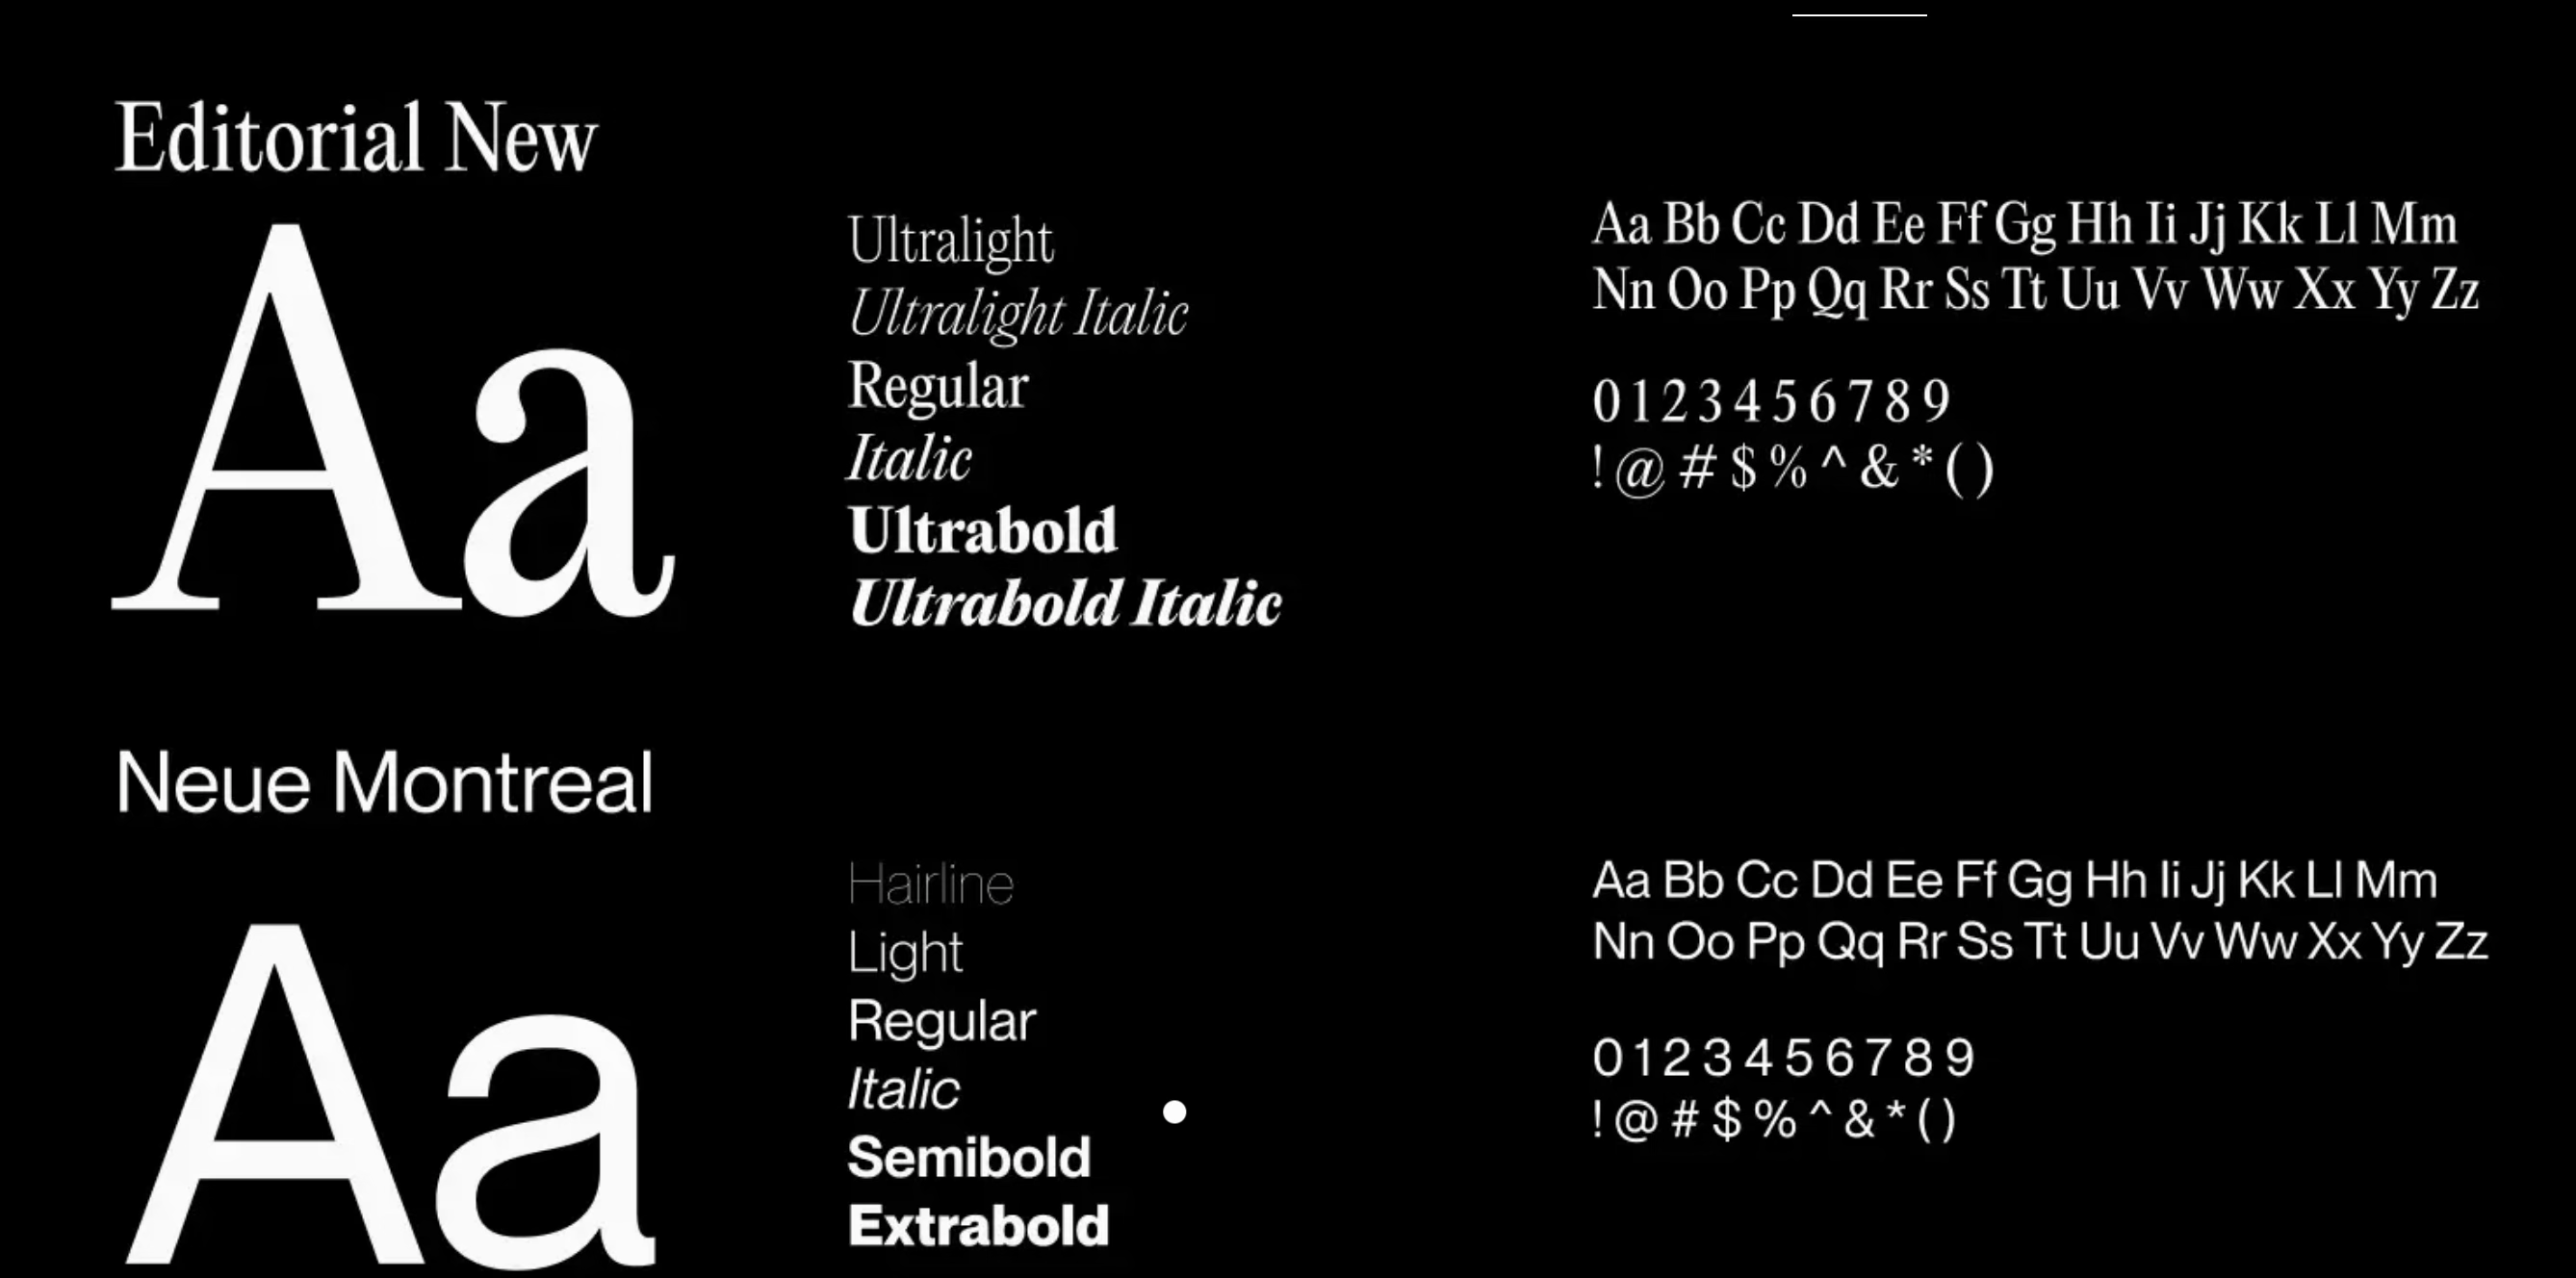 Editorial New
Aa
Ultralight
Ultralight Italic
Regular
Italic
Ultrabold
Ultrabold Italic
Aa Bb Cc Dd Ee Ff Gg Hh Ii Jj Kk Ll Mm
Nn Oo Pp Qq Rr Ss Tt Uu Vv Ww Xx Yy Zz
0 1 2 3 4 5 6 7 8 9
! @ # $ % ^ & * ( )
Neue Montreal
Aa
Hairline
Light
Regular
Italic
Semibold
Extrabold
Aa Bb Cc Dd Ee Ff Gg Hh Ii Jj Kk Ll Mm
Nn Oo Pp Qq Rr Ss Tt Uu Vv Ww Xx Yy Zz
0 1 2 3 4 5 6 7 8 9
! @ # $ % ^ & * ( )